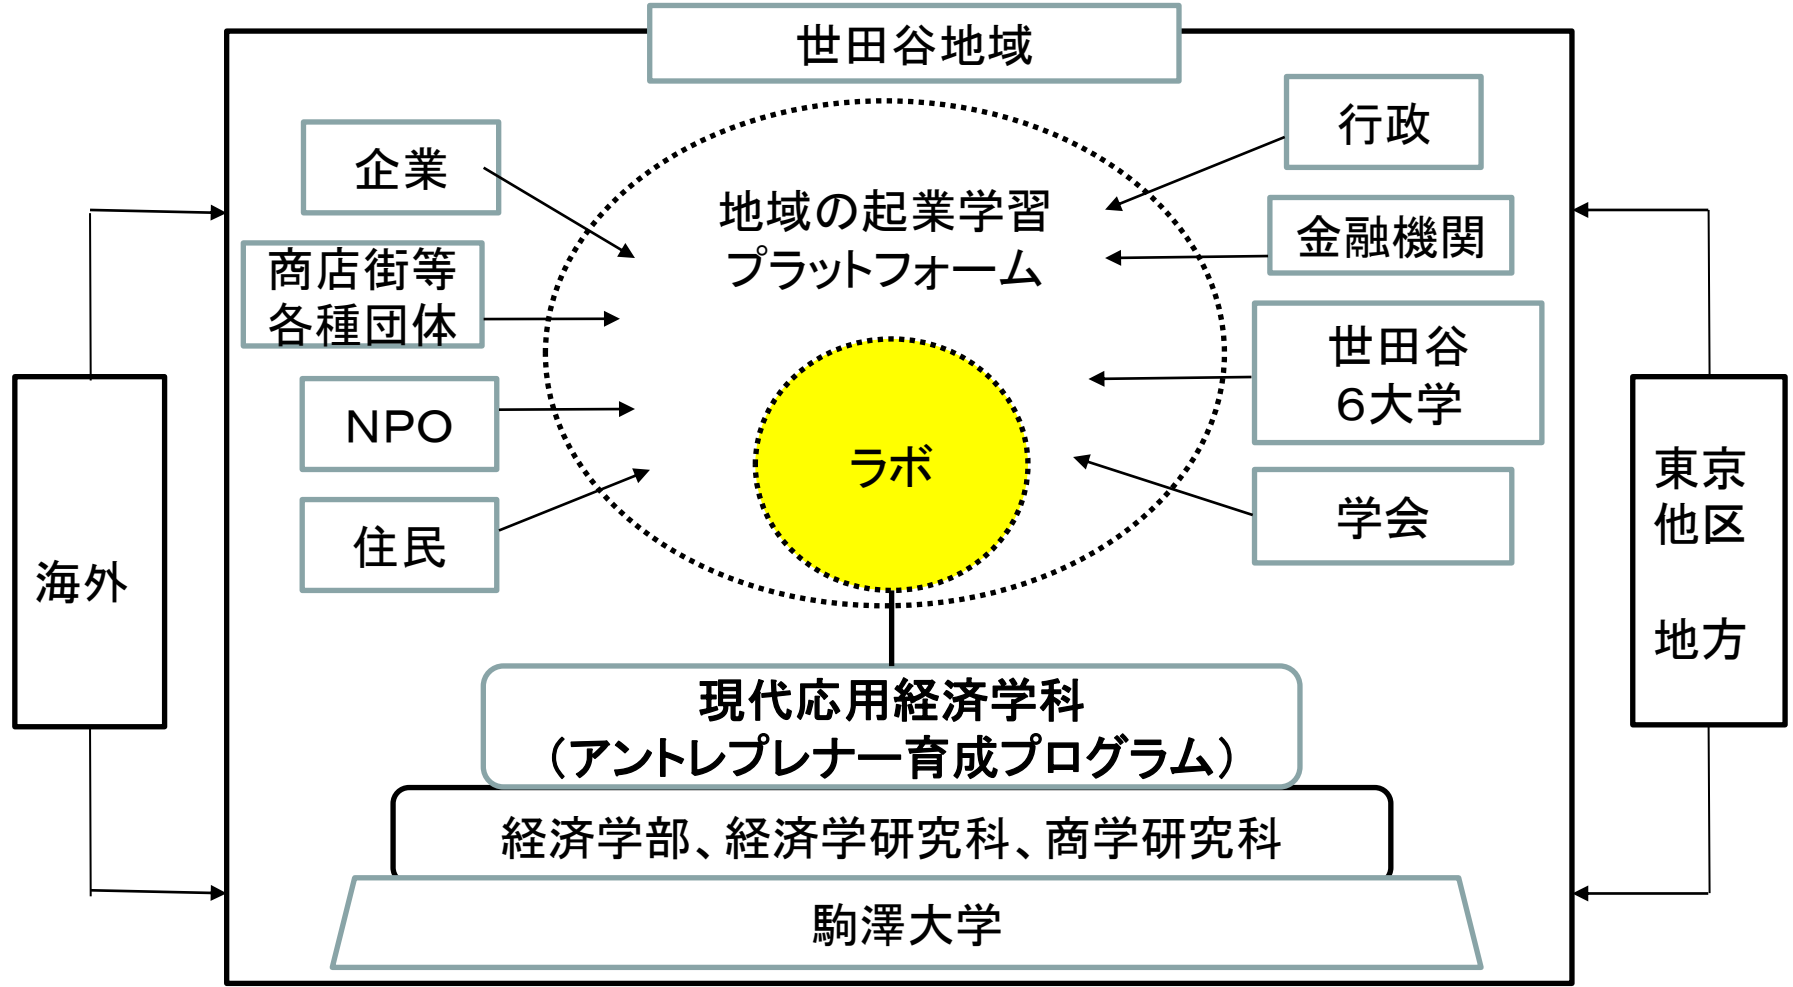 世田谷地域
企業
行政
地域の起業学習
プラットフォーム
金融機関
商店街等
各種団体
世田谷
6大学
NPO
ラボ
東京
他区
地方
学会
住民
海外
現代応用経済学科
(アントレプレナー育成プログラム)
経済学部、経済学研究科、商学研究科
駒澤大学